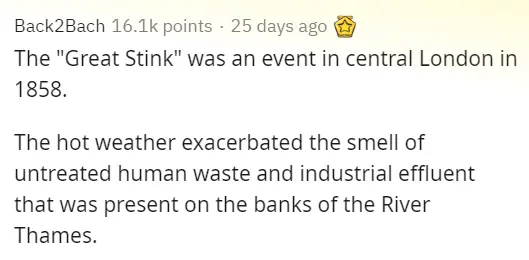 Back2Bach 16.1k points · 25 days ago
The "Great Stink" was an event in central London in
1858.
The hot weather exacerbated the smell of
untreated human waste and industrial effluent
that was present on the banks of the River
Thames.